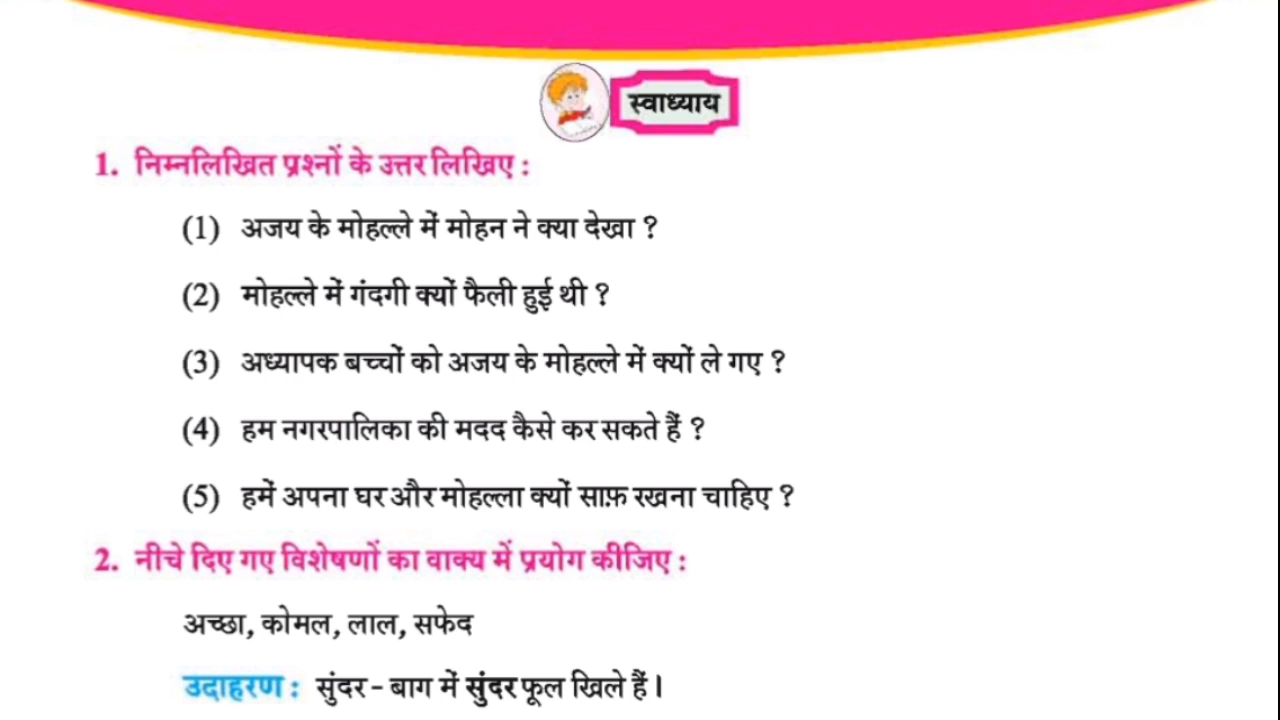 स्वाध्याय
1. निम्नलिखित प्रश्नों के उत्तर लिखिए :
(1) अजय के मोहल्ले में मोहन ने क्या देखा ?
(2) मोहल्ले में गंदगी क्यों फैली हुई थी ?
(3) अध्यापक बच्चों को अजय के मोहल्ले में क्यों ले गए ?
(4) हम नगरपालिका की मदद कैसे कर सकते हैं ?
(5) हमें अपना घर और मोहल्ला क्यों साफ़ रखना चाहिए ?
2. नीचे दिए गए विशेषणों का वाक्य में प्रयोग कीजिए :
अच्छा, कोमल, लाल, सफेद
उदाहरण : सुंदर - बाग में सुंदर फूल खिले हैं ।